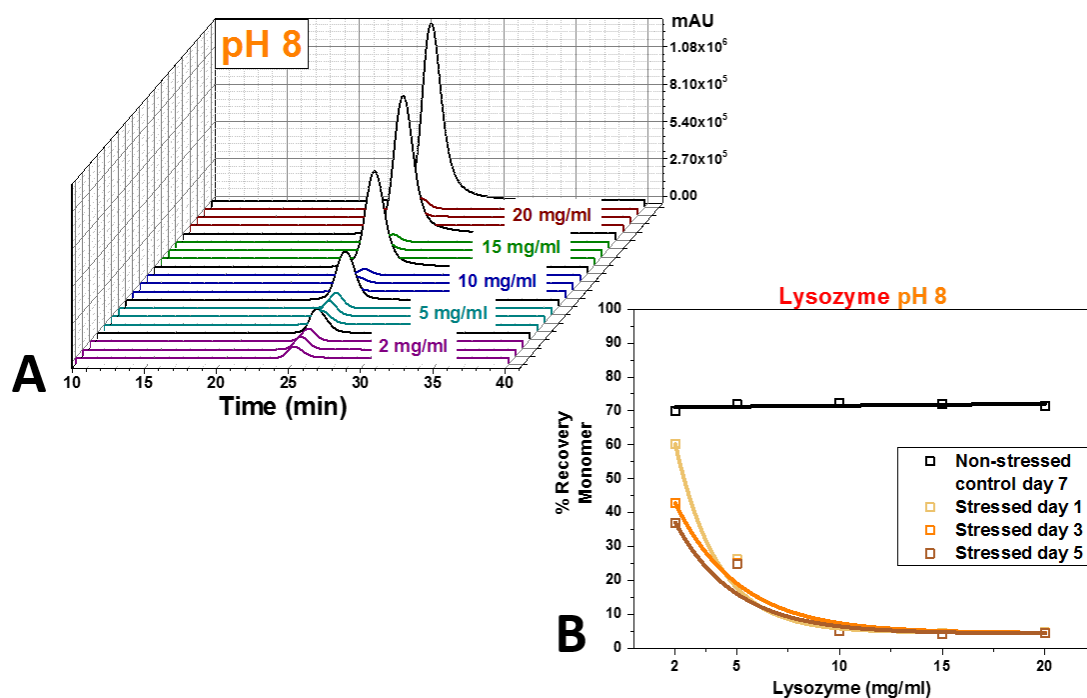 pH 8
mAU
1.08x10⁶
8.10x10⁵
5.40x10⁵
2.70x10⁵
0.00
20 mg/ml
15 mg/ml
10 mg/ml
5 mg/ml
2 mg/ml
A
10 15 20 25 30 35 40
Time (min)
Lysozyme pH 8
100
90
80
70
60
50
40
30
20
10
0
% Recovery
Monomer
Non-stressed
control day 7
Stressed day 1
Stressed day 3
Stressed day 5
B
2 5 10 15 20
Lysozyme (mg/ml)